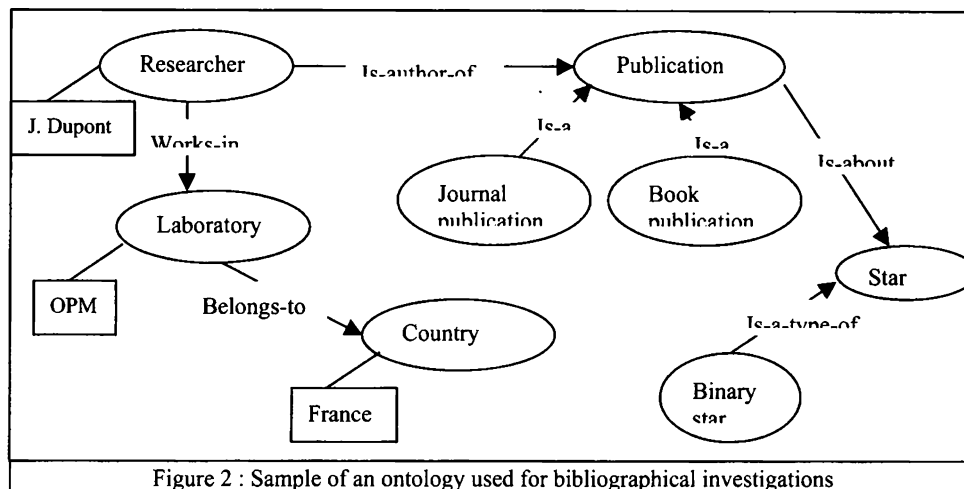 Researcher
Is-author-of
Publication
J. Dupont
Works-in
Is-a
Is-a
Is-about
Journal
publication
Book
publication
Laboratory
Star
OPM
Belongs-to
Country
Is-a-type-of
France
Binary
star
Figure 2 : Sample of an ontology used for bibliographical investigations